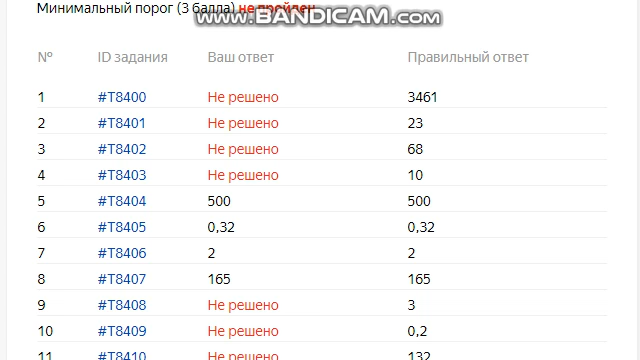 Минимальный порог (3 балла) не пройден
www.BANDICAM.com
№ ID задания Ваш ответ Правильный ответ
1 #T8400 Не решено 3461
2 #T8401 Не решено 23
3 #T8402 Не решено 68
4 #T8403 Не решено 10
5 #T8404 500 500
6 #T8405 0,32 0,32
7 #T8406 2 2
8 #T8407 165 165
9 #T8408 Не решено 3
10 #T8409 Не решено 0,2
11 #T8410 Не решено 132